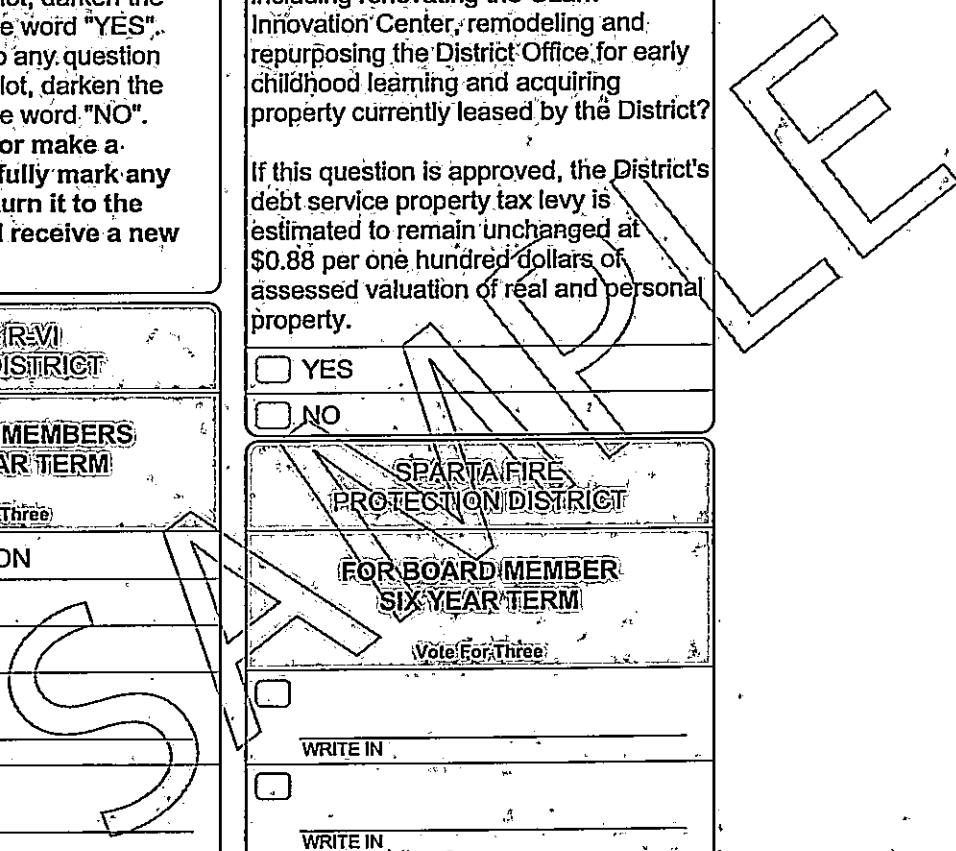 e word "YES".
o any question
lot, darken the
e word "NO".
or make a
fully mark any
urn it to the
receive a new
R-VI
DISTRICT
MEMBERS
AR TERM
Three
ON
Innovation Center, remodeling and
repurposing the District Office for early
childhood learning and acquiring
property currently leased by the District?
If this question is approved, the District's
debt service property tax levy is
estimated to remain unchanged at
$0.88 per one hundred dollars of
assessed valuation of real and personal
property.
YES
NO
SPARTA FIRE
PROTECTION DISTRICT
FOR BOARD MEMBER
SIX YEAR TERM
Vote For Three
WRITE IN
WRITE IN
SAMPLE